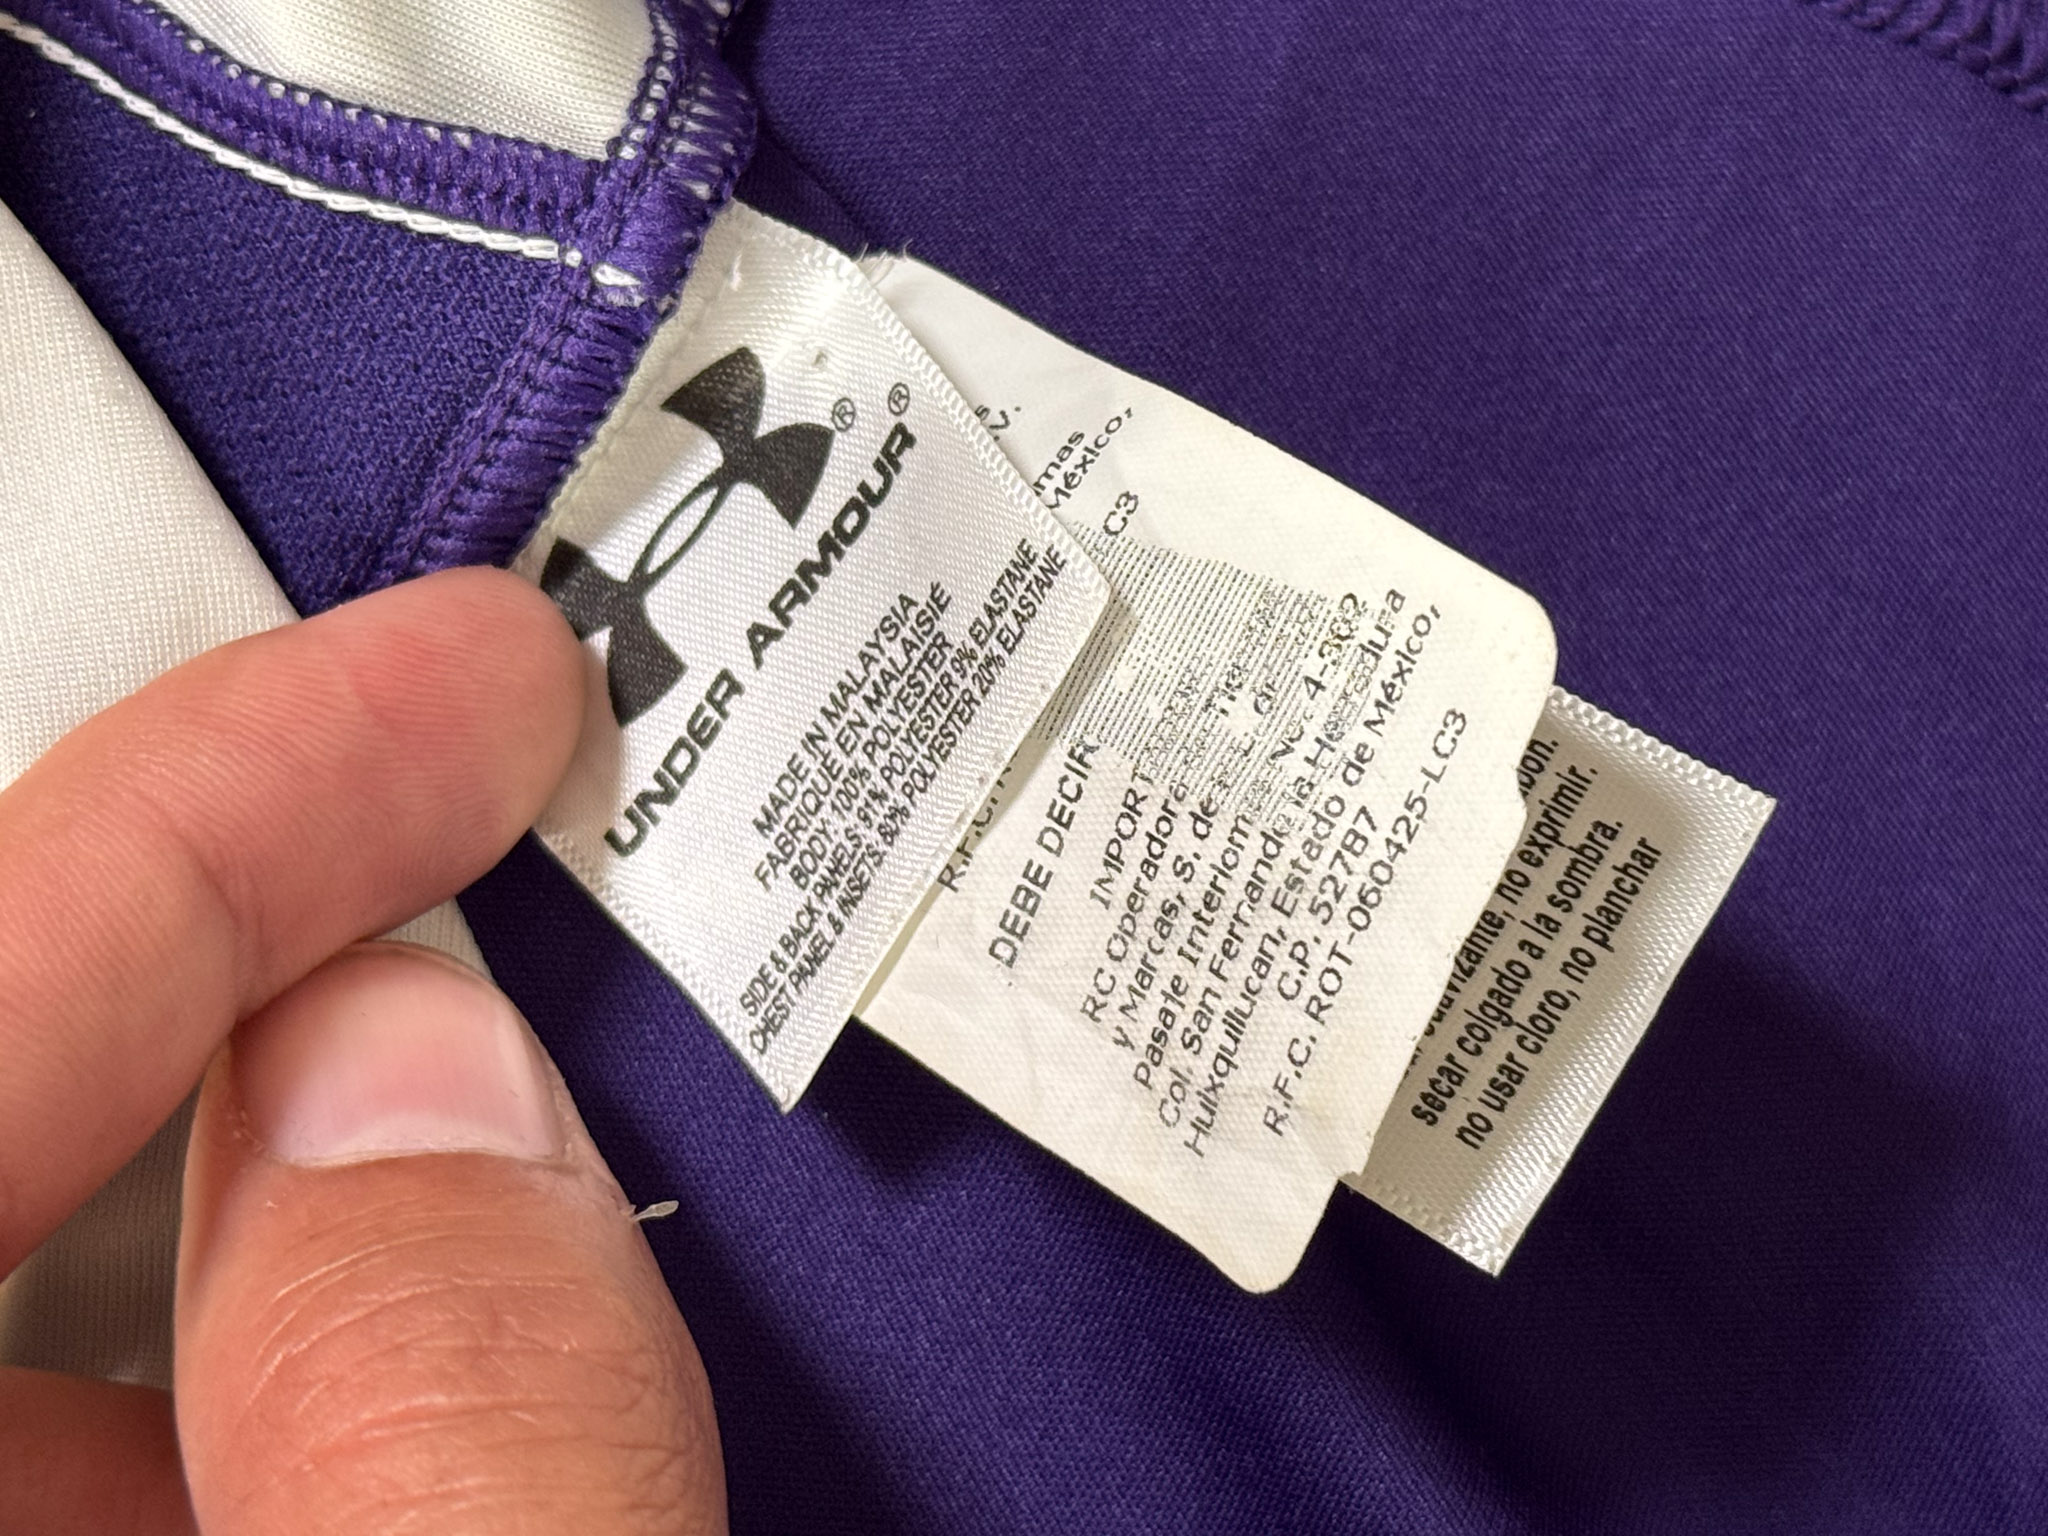 ®
UNDER ARMOUR®
MADE IN MALAYSIA
FABRIQUE EN MALAISIE
BODY: 100% POLYESTER
SIDE & BACK PANELS: 91% POLYESTER 9% ELASTANE
CHEST PANEL & INSETS: 80% POLYESTER 20% ELASTANE
.V.
México,
C3
R.F.C.
DEBE DECIR
RC Operadora
y Marcas, S. de
Pasaje Interlomas No. 4-302
Col. San Fernando la Herradura
Huixquilucan, Estado de México,
C.P. 52787
R.F.C. ROT-060425-LC3
no exprimir.
secar colgado a la sombra.
no usar cloro, no planchar